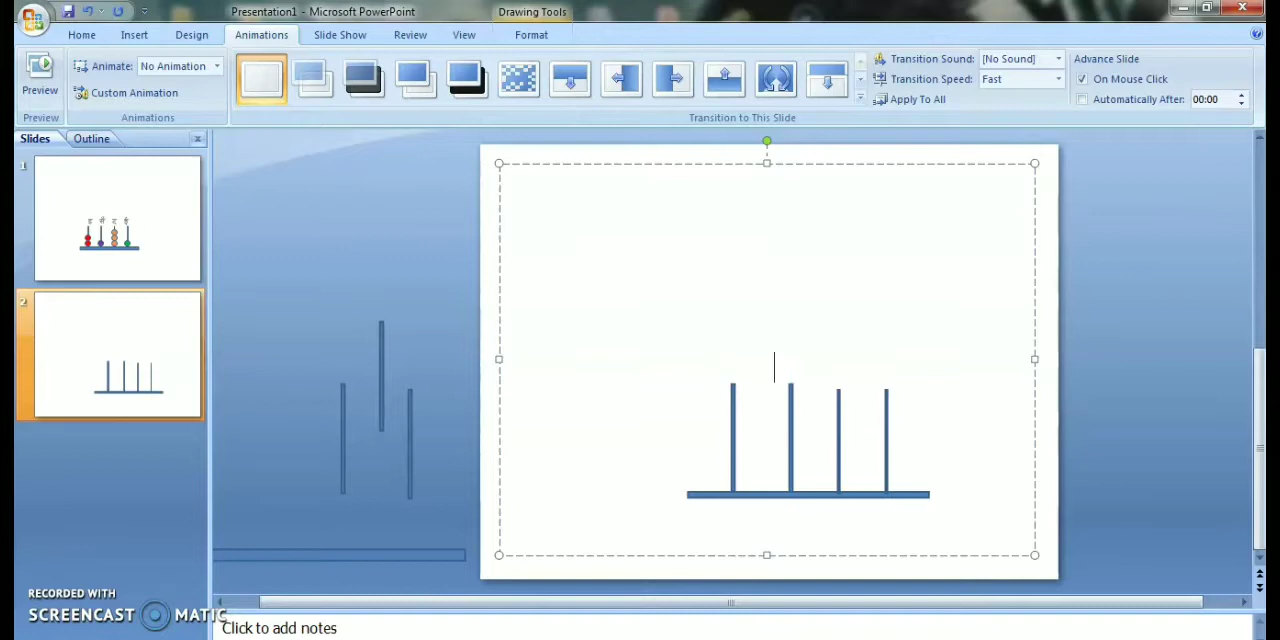 Presentation1 - Microsoft PowerPoint
Drawing Tools
Home Insert Design Animations Slide Show Review View Format
Preview
Animate: No Animation
Custom Animation
Transition Sound: [No Sound]
Transition Speed: Fast
Apply To All
Advance Slide
On Mouse Click
Automatically After: 00:00
Preview Animations Transition to This Slide
Slides Outline
1
2
RECORDED WITH
SCREENCAST MATIC
Click to add notes